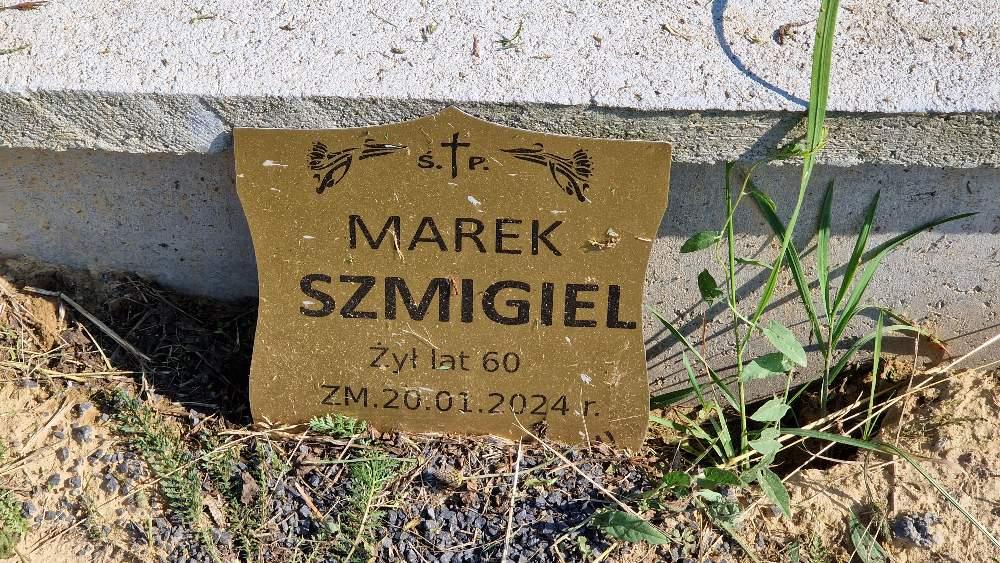 Ś. P.
MAREK
SZMIGIEL
Żył lat 60
ZM.20.01.2024.r.